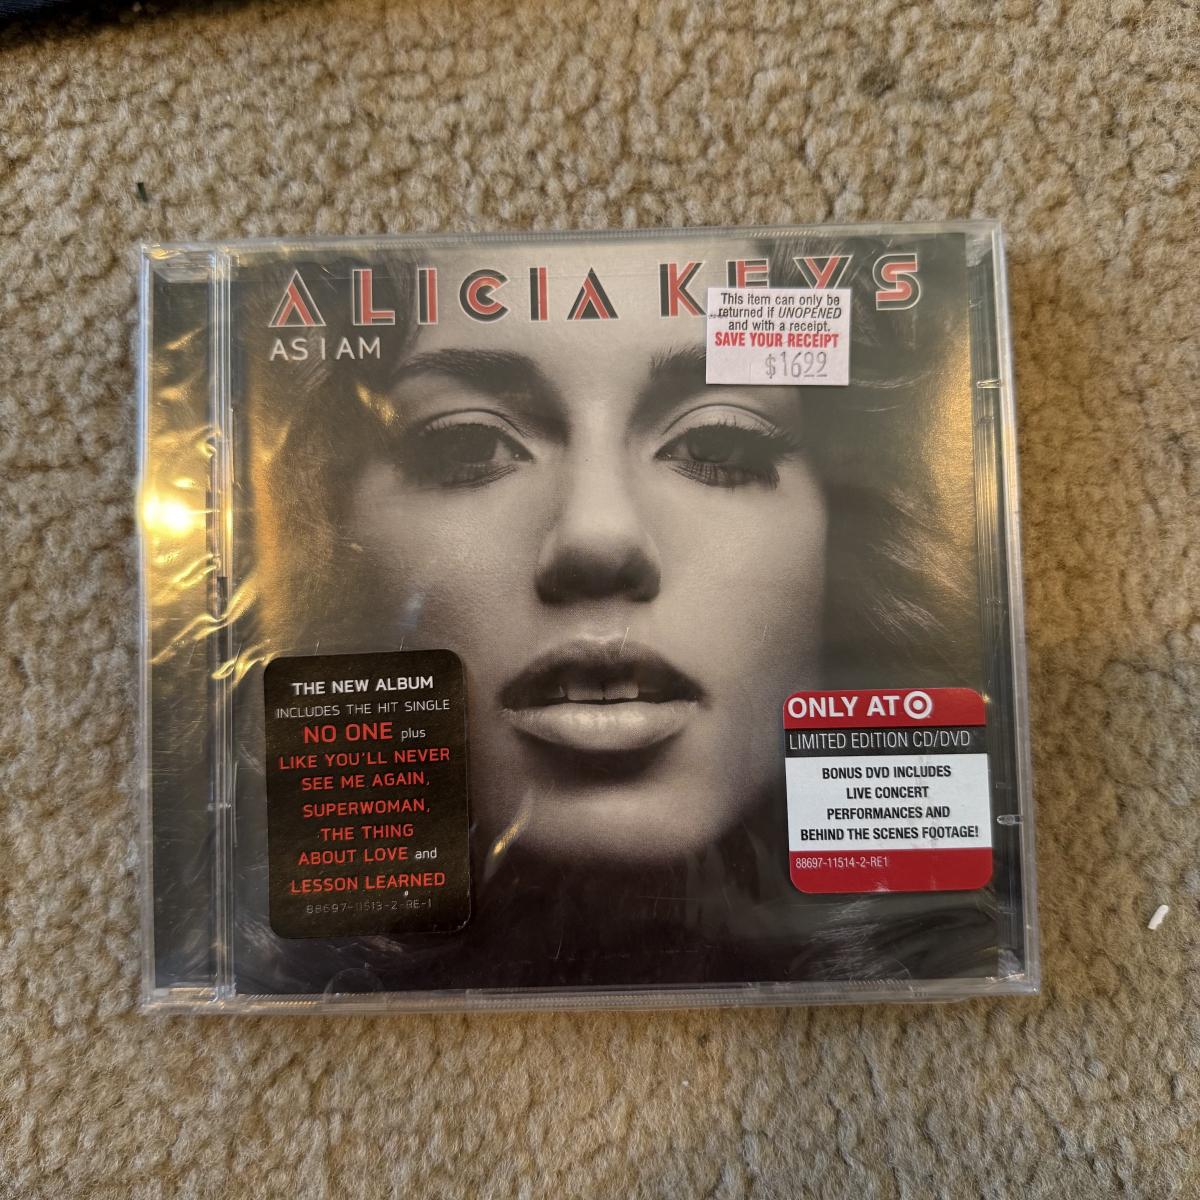 ALICIA KEYS
AS I AM
This item can only be
returned if UNOPENED
and with a receipt.
SAVE YOUR RECEIPT
$16.99
THE NEW ALBUM
INCLUDES THE HIT SINGLE
NO ONE plus
LIKE YOU'LL NEVER
SEE ME AGAIN,
SUPERWOMAN,
THE THING
ABOUT LOVE and
LESSON LEARNED
88697-11513-2-RE-1
ONLY AT
LIMITED EDITION CD/DVD
BONUS DVD INCLUDES
LIVE CONCERT
PERFORMANCES AND
BEHIND THE SCENES FOOTAGE!
88697-11514-2-RE1